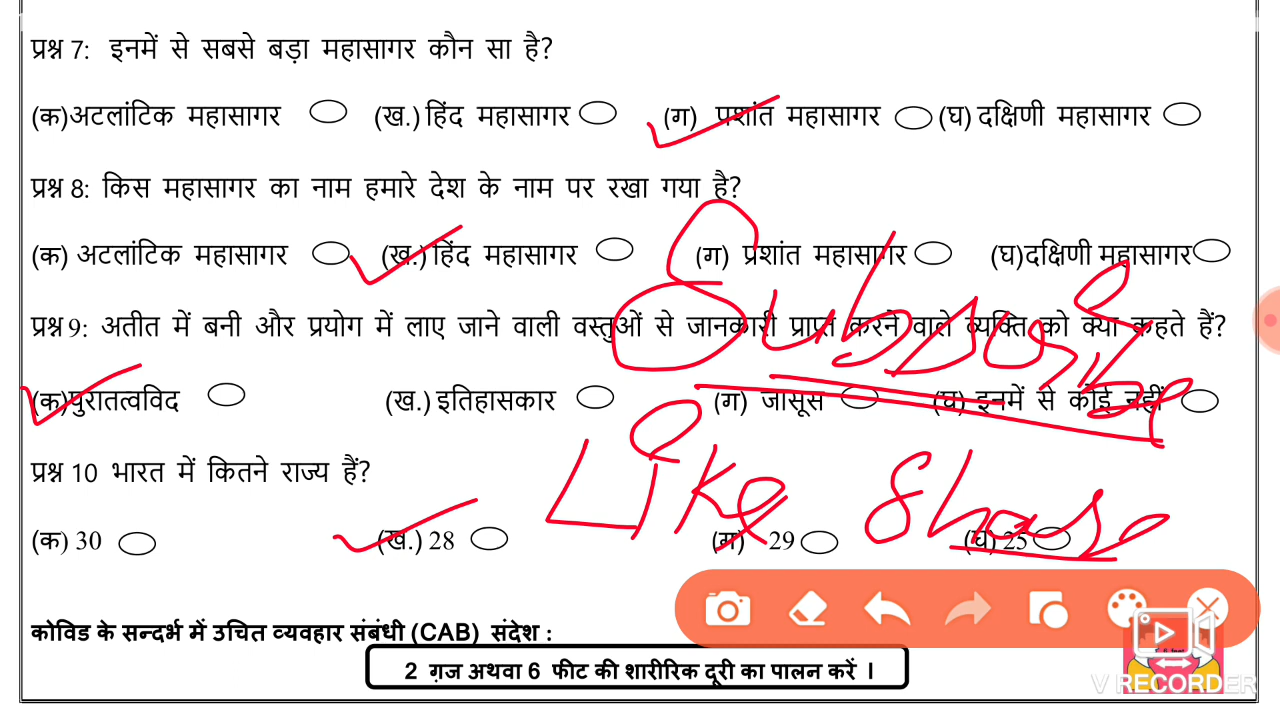 प्रश्न 7: इनमें से सबसे बड़ा महासागर कौन सा है?
(क)अटलांटिक महासागर (ख.) हिंद महासागर (ग) पशांत महासागर (घ) दक्षिणी महासागर
प्रश्न 8: किस महासागर का नाम हमारे देश के नाम पर रखा गया है?
(क) अटलांटिक महासागर (ख.) हिंद महासागर (ग) प्रशांत महासागर (घ)दक्षिणी महासागर
Subscribe
प्रश्न 9: अतीत में बनी और प्रयोग में लाए जाने वाली वस्तुओं से जानकारी प्राप्त करने वाले व्यक्ति को क्या कहते हैं?
(क)पुरातत्वविद (ख.) इतिहासकार (ग) जासूस (घ) इनमें से कोई नहीं
प्रश्न 10 भारत में कितने राज्य हैं?
Like Share
(क) 30 (ख.) 28 (ग) 29 (घ) 25
कोविड के सन्दर्भ में उचित व्यवहार संबंधी (CAB) संदेश :
2 ग़ज अथवा 6 फीट की शारीरिक दूरी का पालन करें ।
V RECORDER